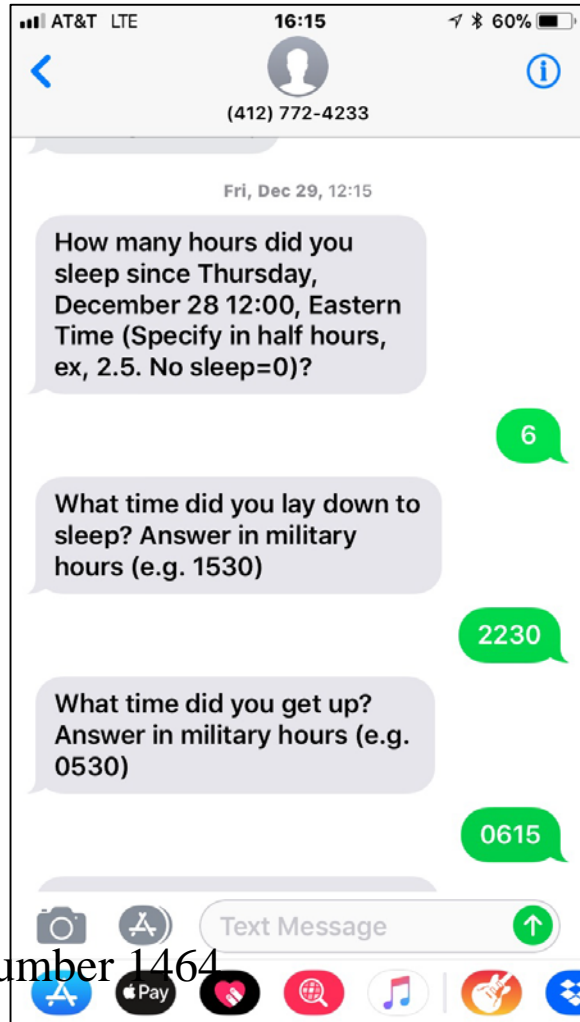 AT&T LTE 16:15 60%
(412) 772-4233
Fri, Dec 29, 12:15
How many hours did you
sleep since Thursday,
December 28 12:00, Eastern
Time (Specify in half hours,
ex, 2.5. No sleep=0)?
6
What time did you lay down to
sleep? Answer in military
hours (e.g. 1530)
2230
What time did you get up?
Answer in military hours (e.g.
0530)
0615
Text Message
umber 1464
Pay